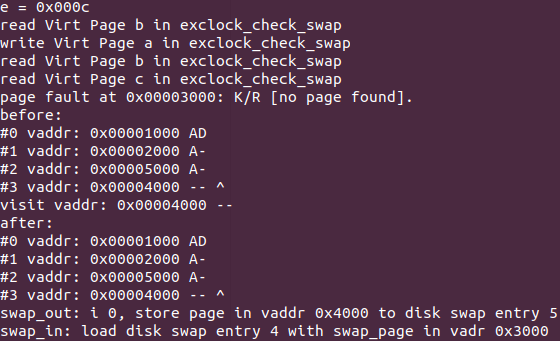 e = 0x000c
read Virt Page b in exclock_check_swap
write Virt Page a in exclock_check_swap
read Virt Page b in exclock_check_swap
read Virt Page c in exclock_check_swap
page fault at 0x00003000: K/R [no page found].
before:
#0 vaddr: 0x00001000 AD
#1 vaddr: 0x00002000 A-
#2 vaddr: 0x00005000 A-
#3 vaddr: 0x00004000 -- ^
visit vaddr: 0x00004000 --
after:
#0 vaddr: 0x00001000 AD
#1 vaddr: 0x00002000 A-
#2 vaddr: 0x00005000 A-
#3 vaddr: 0x00004000 -- ^
swap_out: i 0, store page in vaddr 0x4000 to disk swap entry 5
swap_in: load disk swap entry 4 with swap_page in vadr 0x3000